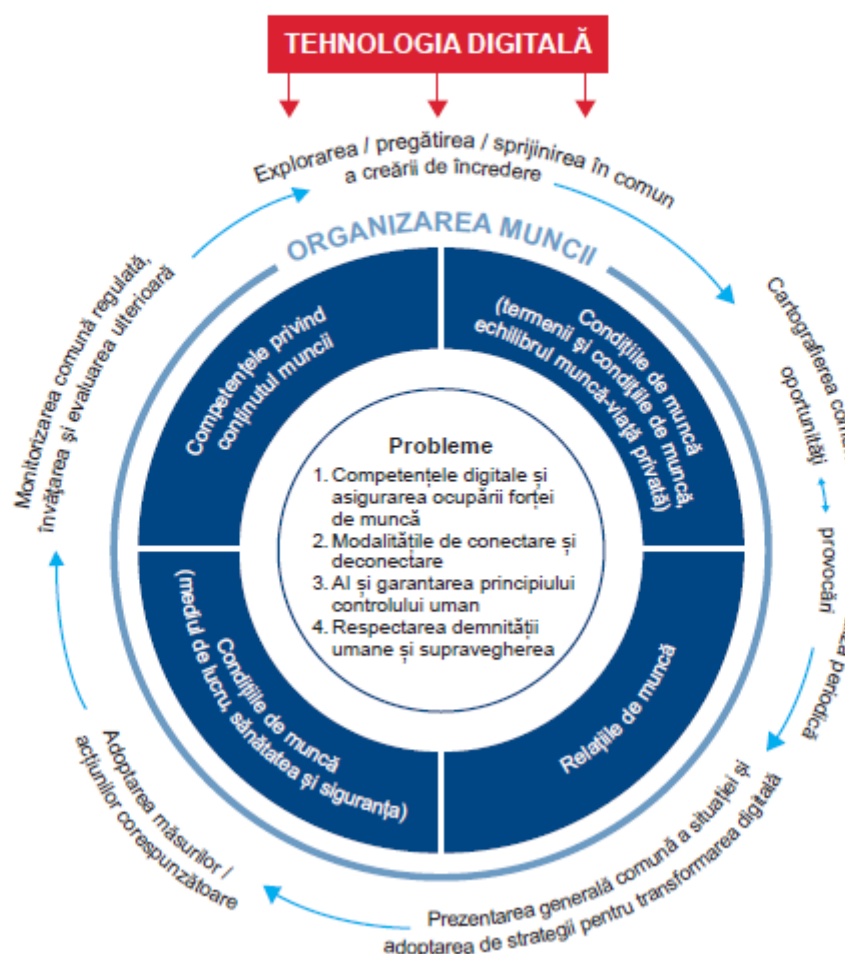 TEHNOLOGIA DIGITALĂ
Explorarea / pregătirea / sprijinirea în comun
a creării de încredere
ORGANIZAREA MUNCII
Cartografierea
oportunități
provocări
periodică
Prezentarea generală comună a situației și
adoptarea de strategii pentru transformarea digitală
Adoptarea măsurilor /
acțiunilor corespunzătoare
Monitorizarea comună regulată,
învăţarea şi evaluarea ulterioară
Competențele privind
conținutul muncii
Condițiile de muncă
(termenii şi condițiile de muncă,
echilibrul muncă-viață privată)
Relațiile de muncă
Condițiile de muncă
(mediul de lucru, sănătatea și siguranța)
Probleme
1. Competențele digitale și
asigurarea ocupării forței
de muncă
2. Modalitățile de conectare și
deconectare
3. AI și garantarea principiului
controlului uman
4. Respectarea demnității
umane și supravegherea